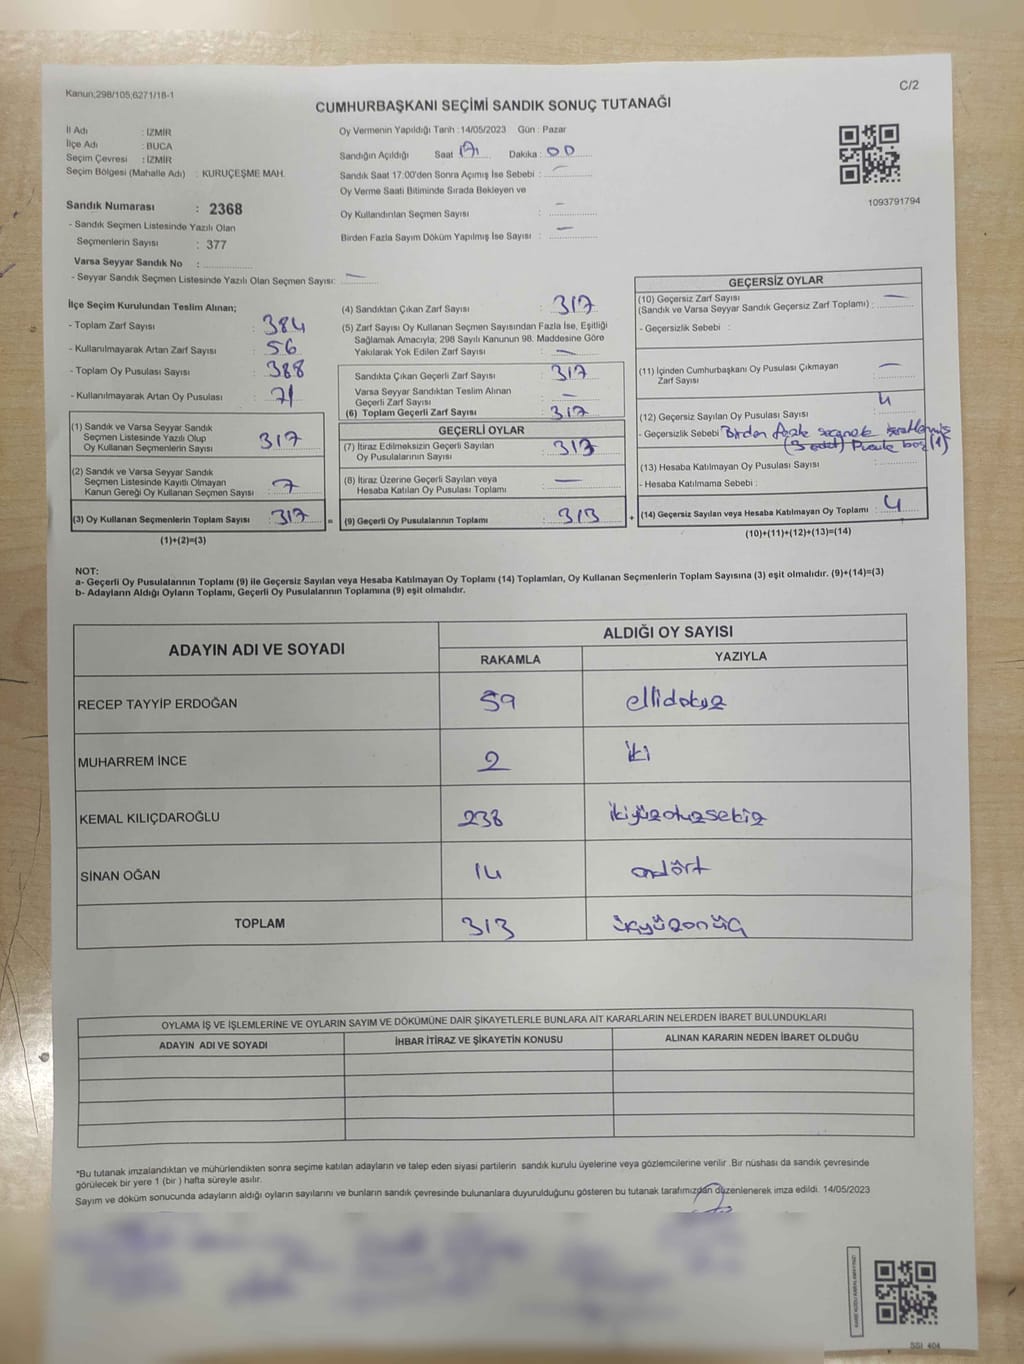 Kanun;298/105,6271/18-1
C/2
CUMHURBAŞKANI SEÇİMİ SANDIK SONUÇ TUTANAĞI
İl Adı : İZMİR
İlçe Adı : BUCA
Seçim Çevresi : İZMİR
Seçim Bölgesi (Mahalle Adı) : KURUÇEŞME MAH.
Sandık Numarası : 2368
- Sandık Seçmen Listesinde Yazılı Olan
Seçmenlerin Sayısı : 377
Varsa Seyyar Sandık No :
- Seyyar Sandık Seçmen Listesinde Yazılı Olan Seçmen Sayısı: —
Oy Vermenin Yapıldığı Tarih :14/05/2023 Gün : Pazar
Sandığın Açıldığı Saat Dakika : 00
Sandık Saat 17:00'den Sonra Açımış İse Sebebi : —
Oy Verme Saati Bitiminde Sırada Bekleyen ve
Oy Kullandırılan Seçmen Sayısı : —
Birden Fazla Sayım Döküm Yapılmış İse Sayısı : —
1093791794
İlçe Seçim Kurulundan Teslim Alınan;
- Toplam Zarf Sayısı : 384
- Kullanılmayarak Artan Zarf Sayısı : 56
- Toplam Oy Pusulası Sayısı : 388
- Kullanılmayarak Artan Oy Pusulası : 71
(1) Sandık ve Varsa Seyyar Sandık
Seçmen Listesinde Yazılı Olup
Oy Kullanan Seçmenlerin Sayısı : 317
(2) Sandık ve Varsa Seyyar Sandık
Seçmen Listesinde Kayıtlı Olmayan
Kanun Gereği Oy Kullanan Seçmen Sayısı :
(3) Oy Kullanan Seçmenlerin Toplam Sayısı : 317
(1)+(2)=(3)
(4) Sandıktan Çıkan Zarf Sayısı : 317
(5) Zarf Sayısı Oy Kullanan Seçmen Sayısından Fazla İse, Eşitliği
Sağlamak Amacıyla, 298 Sayılı Kanunun 98. Maddesine Göre
Yakılarak Yok Edilen Zarf Sayısı : —
Sandıkta Çıkan Geçerli Zarf Sayısı : 317
Varsa Seyyar Sandıktan Teslim Alınan
Geçerli Zarf Sayısı : —
(6) Toplam Geçerli Zarf Sayısı : 317
GEÇERLİ OYLAR
(7) İtiraz Edilmeksizin Geçerli Sayılan
Oy Pusulalarının Sayısı : 313
(8) İtiraz Üzerine Geçerli Sayılan veya
Hesaba Katılan Oy Pusulası Toplamı : —
= (9) Geçerli Oy Pusulalarının Toplamı : 313
GEÇERSİZ OYLAR
(10) Geçersiz Zarf Sayısı
(Sandık ve Varsa Seyyar Sandık Geçersiz Zarf Toplamı) : —
- Geçersizlik Sebebi :
(11) İçinden Cumhurbaşkanı Oy Pusulası Çıkmayan
Zarf Sayısı : —
(12) Geçersiz Sayılan Oy Pusulası Sayısı : 4
- Geçersizlik Sebebi Birden fazla seçenek işaretlenmiş
(3 adet) Pusula boş (1)
(13) Hesaba Katılmayan Oy Pusulası Sayısı :
- Hesaba Katılmama Sebebi :
+ (14) Geçersiz Sayılan veya Hesaba Katılmayan Oy Toplamı : 4
(10)+(11)+(12)+(13)=(14)
NOT:
a- Geçerli Oy Pusulalarının Toplamı (9) ile Geçersiz Sayılan veya Hesaba Katılmayan Oy Toplamı (14) Toplamları, Oy Kullanan Seçmenlerin Toplam Sayısına (3) eşit olmalıdır. (9)+(14)=(3)
b- Adayların Aldığı Oyların Toplamı, Geçerli Oy Pusulalarının Toplamına (9) eşit olmalıdır.
ADAYIN ADI VE SOYADI ALDIĞI OY SAYISI
RAKAMLA YAZIYLA
RECEP TAYYİP ERDOĞAN 59 ellidokuz
MUHARREM İNCE 2 iki
KEMAL KILIÇDAROĞLU 238 ikiyüzotuzsekiz
SİNAN OĞAN 14 ondört
TOPLAM 313 üçyüzonüç
OYLAMA İŞ VE İŞLEMLERİNE VE OYLARIN SAYIM VE DÖKÜMÜNE DAİR ŞİKAYETLERLE BUNLARA AİT KARARLARIN NELERDEN İBARET BULUNDUKLARI
ADAYIN ADI VE SOYADI İHBAR İTİRAZ VE ŞİKAYETİN KONUSU ALINAN KARARIN NEDEN İBARET OLDUĞU
*Bu tutanak imzalandıktan ve mühürlendikten sonra seçime katılan adayların ve talep eden siyasi partilerin sandık kurulu üyelerine veya gözlemcilerine verilir .Bir nüshası da sandık çevresinde
görülecek bir yere 1 (bir ) hafta süreyle asılır.
Sayım ve döküm sonucunda adayların aldığı oyların sayılarını ve bunların sandık çevresinde bulunanlara duyurulduğunu gösteren bu tutanak tarafımızdan düzenlenerek imza edildi. 14/05/2023
SSI 404